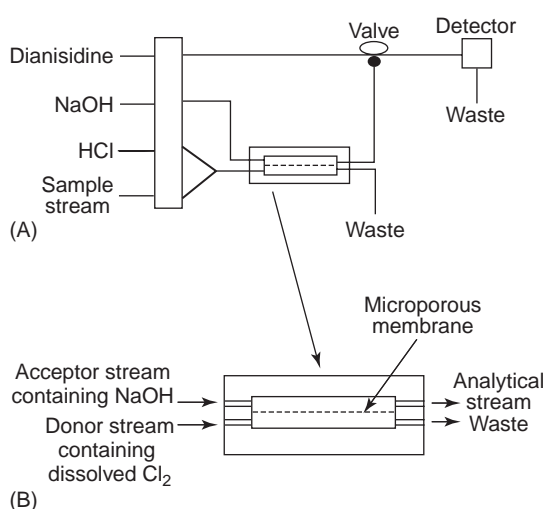 Valve
Detector
Dianisidine
NaOH
Waste
HCl
Sample
stream
(A)
Waste
Microporous
membrane
Acceptor stream
containing NaOH
Analytical
stream
Donor stream
containing
dissolved Cl2
Waste
(B)